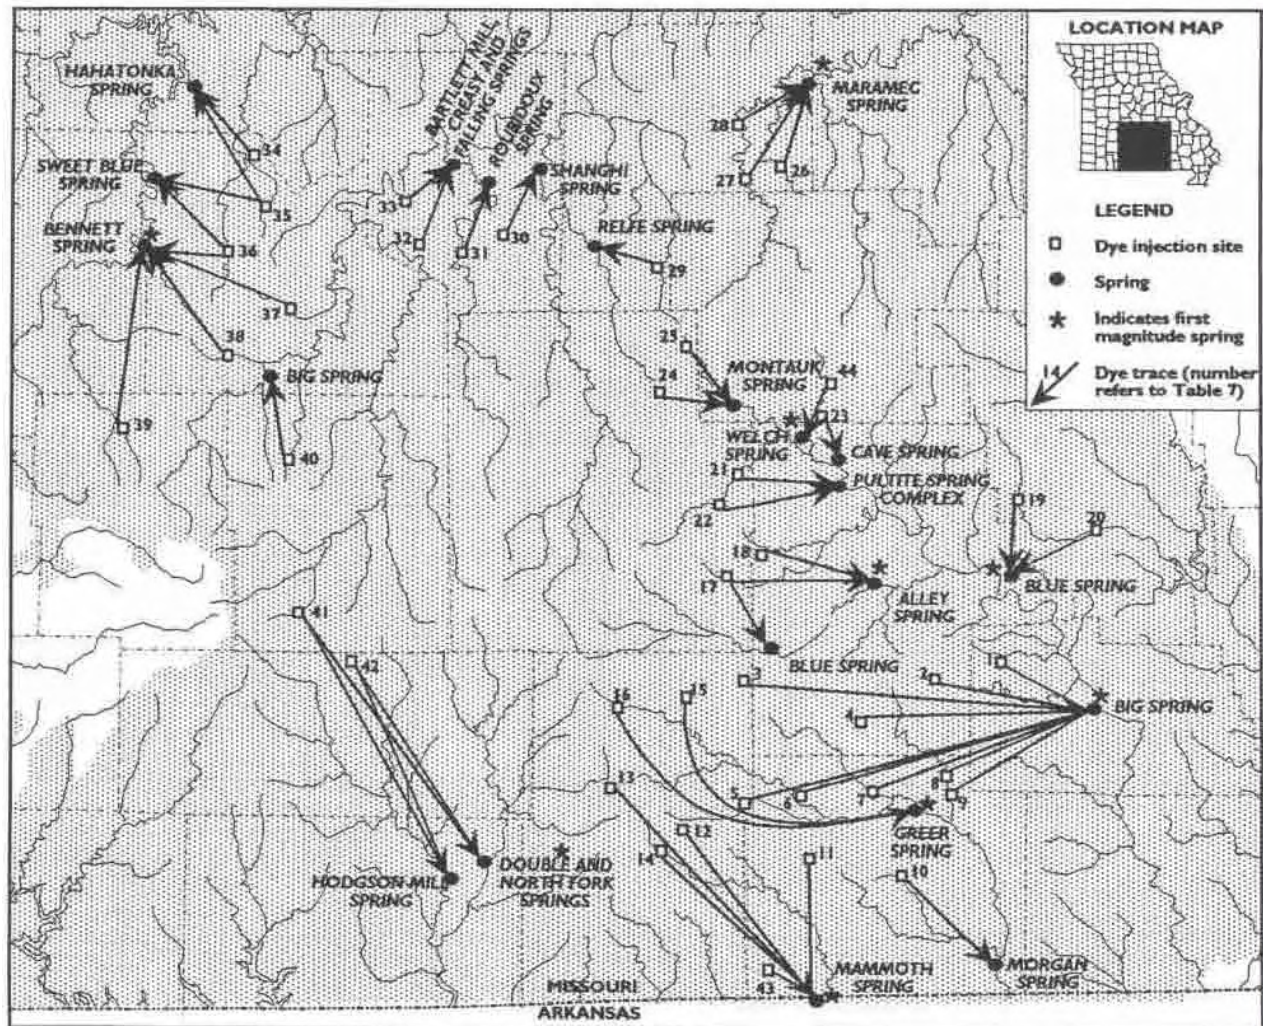 LOCATION MAP
LEGEND
Dye injection site
Spring
Indicates first
magnitude spring
14
Dye trace (number
refers to Table 7)
HAHATONKA
SPRING
SWEET BLUE
SPRING
BENNETT
SPRING
BARTLETT MILL,
CREASY AND
FALLING SPRINGS
ROUBIDOUX
SPRING
SHANGHI
SPRING
RELFE SPRING
MARAMEG
SPRING
28
27
26
34
35
36
37
38
39
33
32
31
30
29
BIG SPRING
40
25
24
MONTAUK
SPRING
44
23
WELCH
SPRING
CAVE SPRING
21
22
PULTITE SPRING
COMPLEX
19
20
18
17
ALLEY
SPRING
BLUE SPRING
BLUE SPRING
41
42
16
15
3
2
1
4
BIG SPRING
13
5
6
7
8
9
GREER
SPRING
12
14
11
10
HODGSON MILL
SPRING
DOUBLE AND
NORTH FORK
SPRINGS
43
MAMMOTH
SPRING
MORGAN
SPRING
MISSOURI
ARKANSAS